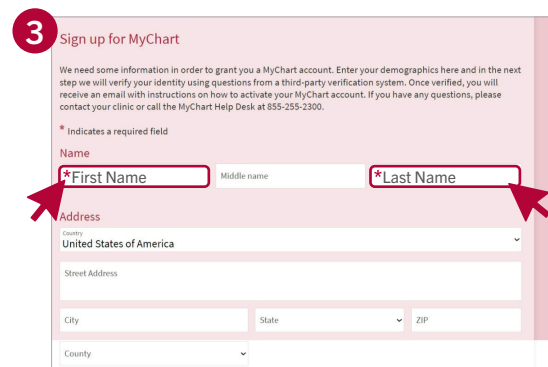 3
Sign up for MyChart
We need some information in order to grant you a MyChart account. Enter your demographics here and in the next
step we will verify your identity using questions from a third-party verification system. Once verified, you will
receive an email with instructions on how to activate your MyChart account. If you have any questions, please
contact your clinic or call the MyChart Help Desk at 855-255-2300.
* Indicates a required field
Name
*First Name Middle name *Last Name
Address
Country
United States of America
Street Address
City State ZIP
County